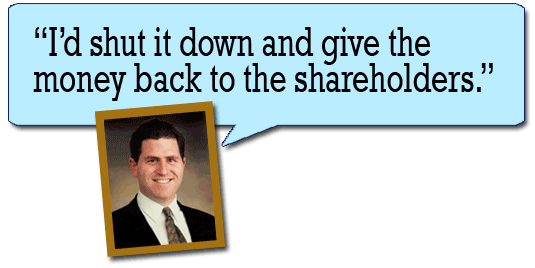 “I’d shut it down and give the
money back to the shareholders.”